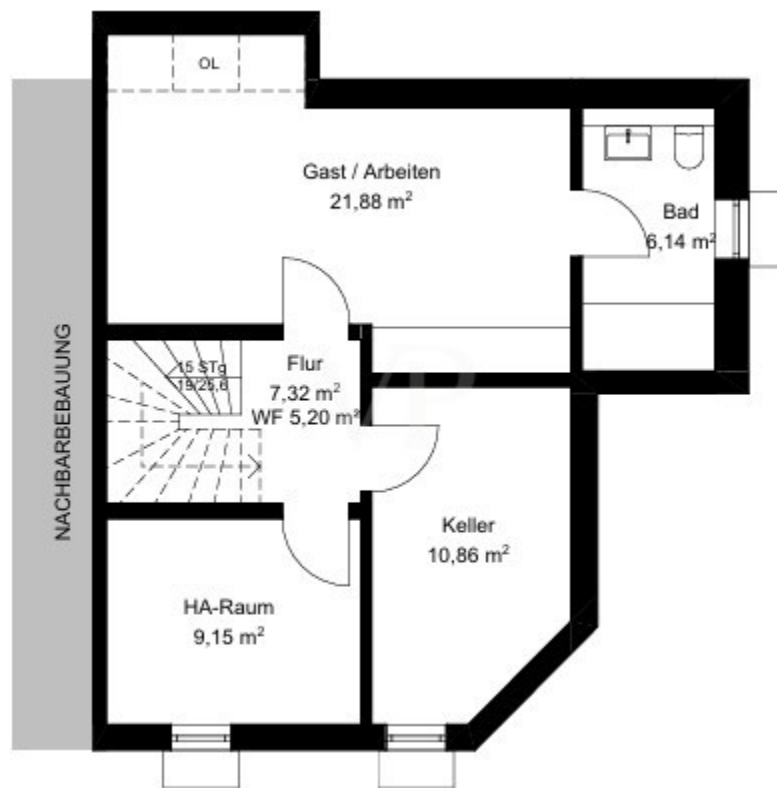 OL
Gast / Arbeiten
21,88 m²
Bad
6,14 m²
NACHBARBEBAUUNG
15 STg
19/25,6
Flur
7,32 m²
WF 5,20 m²
VP
Keller
10,86 m²
HA-Raum
9,15 m²